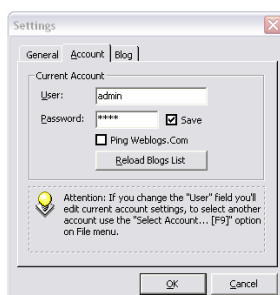 Settings
General Account Blog
Current Account
User: admin
Password: **** Save
Ping Weblogs.Com
Reload Blogs List
Attention: If you change the "User" field you'll
edit current account settings, to select another
account use the "Select Account... [F9]" option
on File menu.
OK Cancel